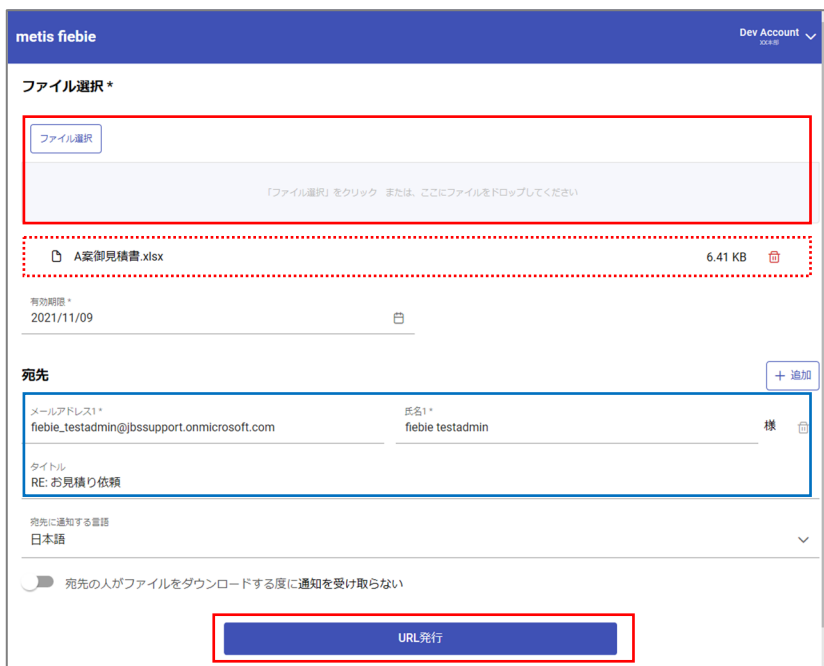 metis fiebie
Dev Account
XX本部
ファイル選択 *
ファイル選択
「ファイル選択」をクリック または、ここにファイルをドロップしてください
A案御見積書.xlsx 6.41 KB
有効期限 *
2021/11/09
宛先
+ 追加
メールアドレス1 * 氏名1 *
fiebie_testadmin@jbssupport.onmicrosoft.com fiebie testadmin 様
タイトル
RE: お見積り依頼
宛先に通知する言語
日本語
宛先の人がファイルをダウンロードする度に通知を受け取らない
URL発行